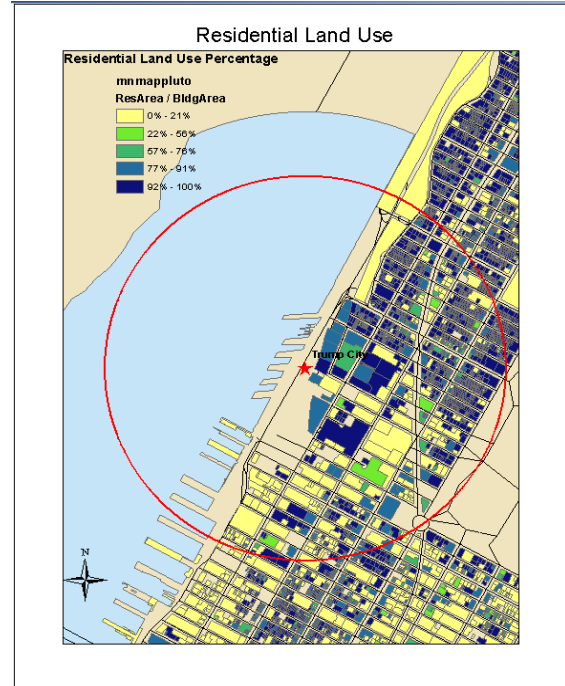 Residential Land Use
Residential Land Use Percentage
mnmappluto
ResArea / BldgArea
0% - 21%
22% - 56%
57% - 76%
77% - 91%
92% - 100%
Trump City
N